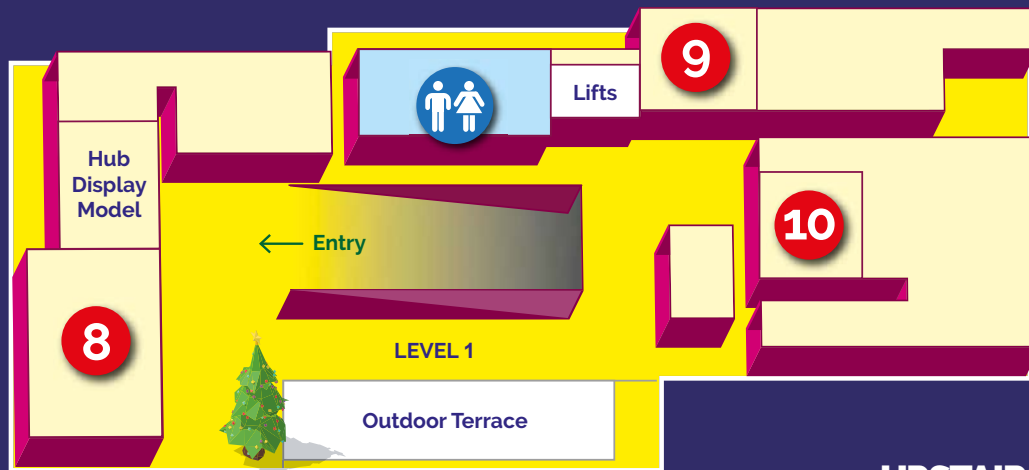 9
Lifts
Hub
Display
Model
10
← Entry
8
LEVEL 1
Outdoor Terrace